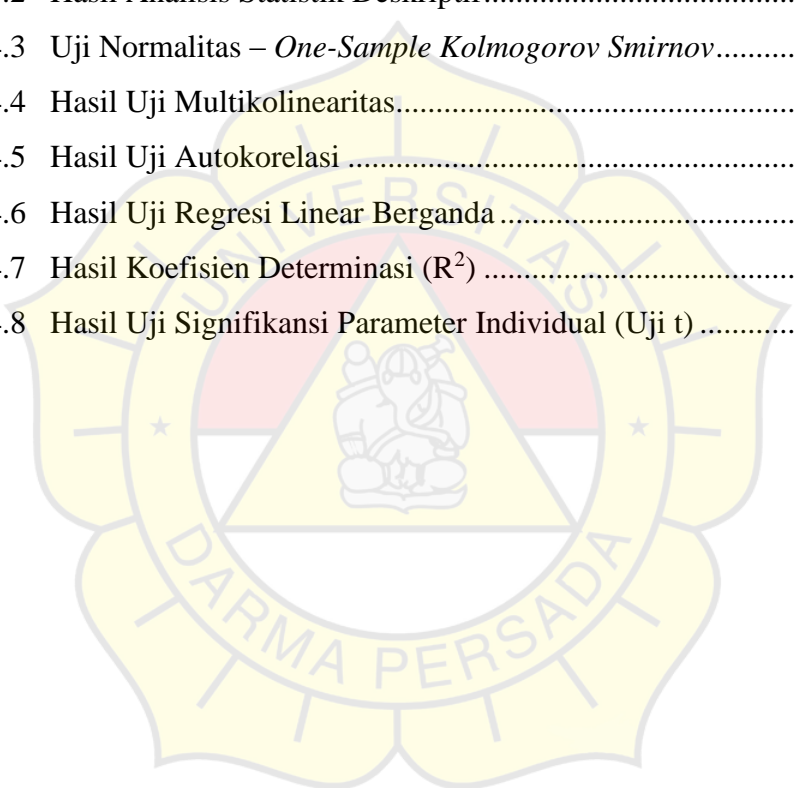 .2 Hasil Analisis Statistik Deskriptif.......................................
.3 Uji Normalitas – One-Sample Kolmogorov Smirnov..........
.4 Hasil Uji Multikolinearitas..................................................
.5 Hasil Uji Autokorelasi ........................................................
.6 Hasil Uji Regresi Linear Berganda .....................................
.7 Hasil Koefisien Determinasi (R²) .......................................
.8 Hasil Uji Signifikansi Parameter Individual (Uji t) ............
UNIVERSITAS
DARMA PERSADA